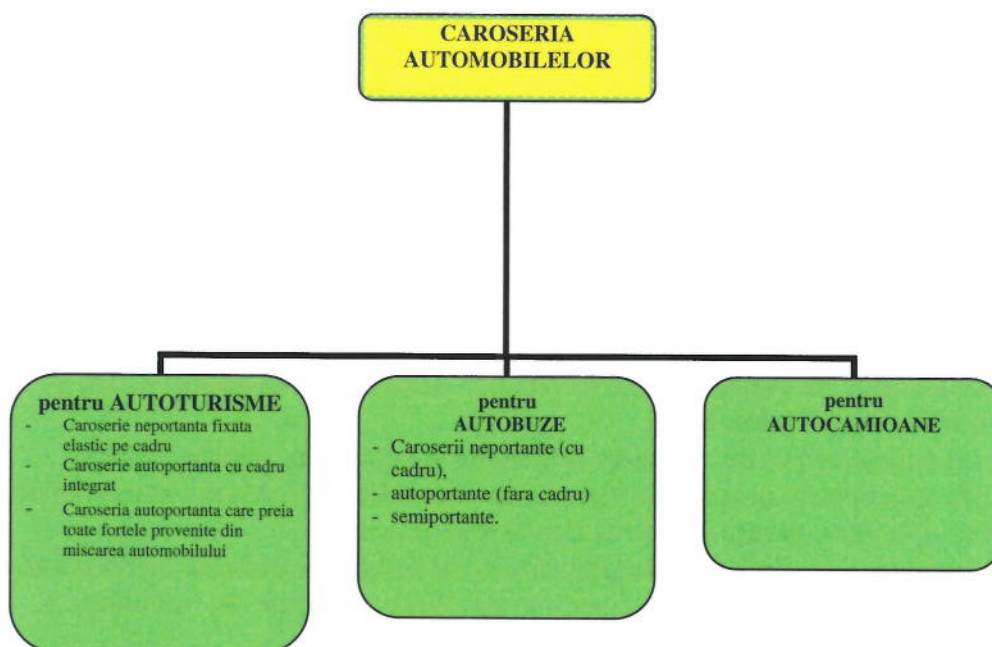 CAROSERIA
AUTOMOBILELOR
pentru AUTOTURISME
- Caroserie neportanta fixata
elastic pe cadru
- Caroserie autoportanta cu cadru
integrat
- Caroseria autoportanta care preia
toate fortele provenite din
miscarea automobilului
pentru
AUTOBUZE
- Caroserii neportante (cu
cadru),
- autoportante (fara cadru)
- semiportante.
pentru
AUTOCAMIOANE